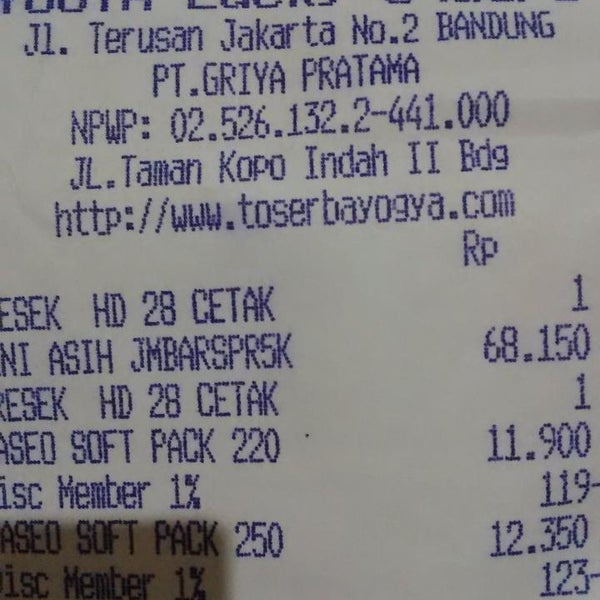 Jl. Terusan Jakarta No.2 BANDUNG
PT.GRIYA PRATAMA
NPWP: 02.526.132.2-441.000
JL.Taman Kopo Indah II Bdg
http://www.toserbayogya.com
Rp
ESEK HD 28 CETAK 1
NI ASIH JMBARSPR5K 68.150
RESEK HD 28 CETAK 1
ASEO SOFT PACK 220 11.900
isc Member 1% 119-
ASEO SOFT PACK 250 12.350
Disc Member 1% 123-